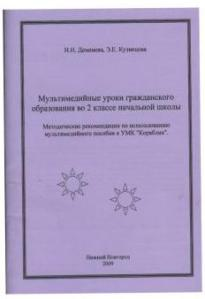 Н.И. Деменева, Э.Е. Кузнецова
Мультимедийные уроки гражданского
образования во 2 классе начальной школы
Методические рекомендации по использованию
мультимедийного пособия к УМК "Кораблик".
Нижний Новгород
2009